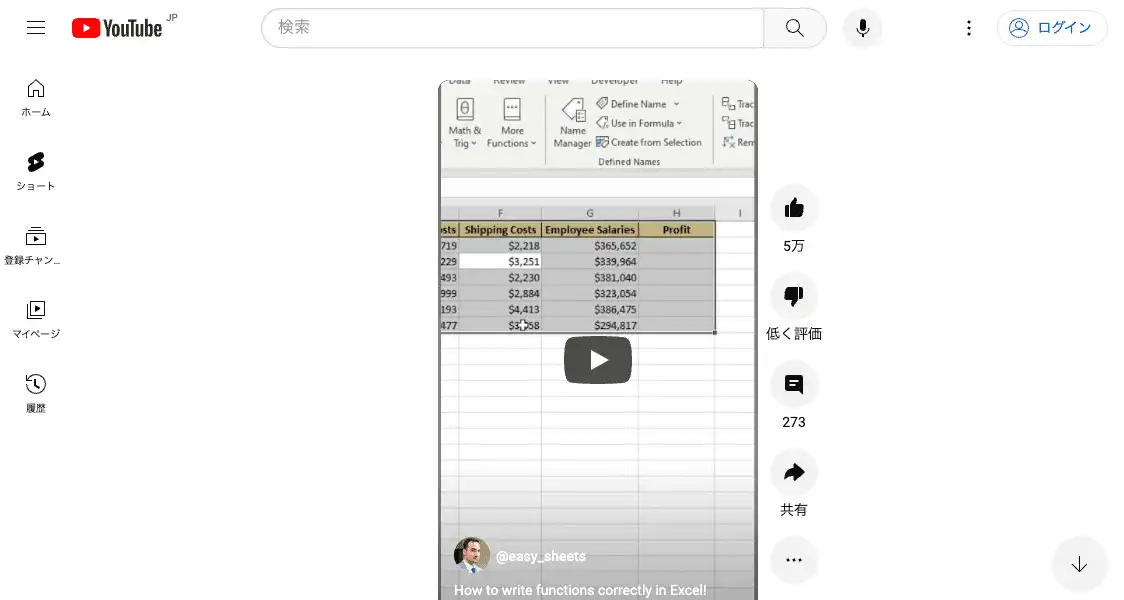 YouTube JP
検索
ログイン
ホーム
ショート
登録チャン...
マイページ
履歴
Data Review View Developer Help
Math & Trig
More Functions
Name Manager
Define Name
Use in Formula
Create from Selection
Defined Names
Trac
Trac
Rem
F G H I
osts Shipping Costs Employee Salaries Profit
719 $2,218 $365,652
229 $3,251 $339,964
493 $2,230 $381,040
999 $2,884 $323,054
193 $4,413 $386,475
477 $294,817
5万
低く評価
273
共有
@easy_sheets
How to write functions correctly in Excel!